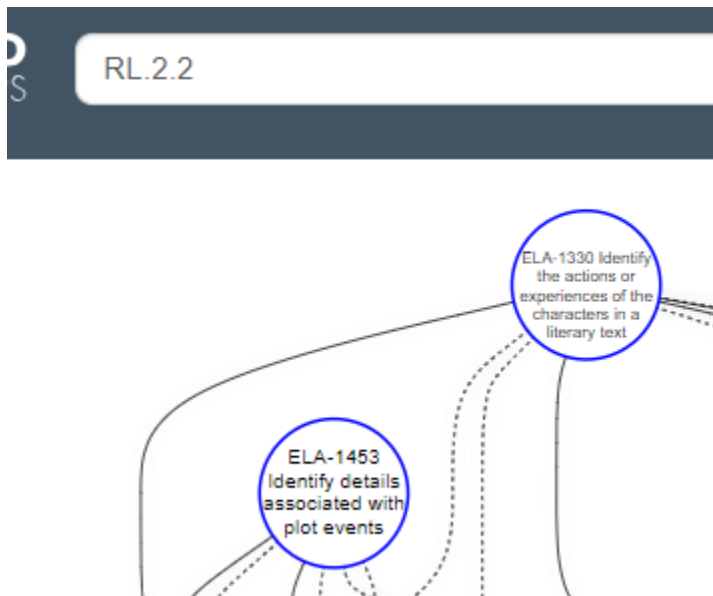 S
RL.2.2
ELA-1330 Identify
the actions or
experiences of the
characters in a
literary text
ELA-1453
Identify details
associated with
plot events